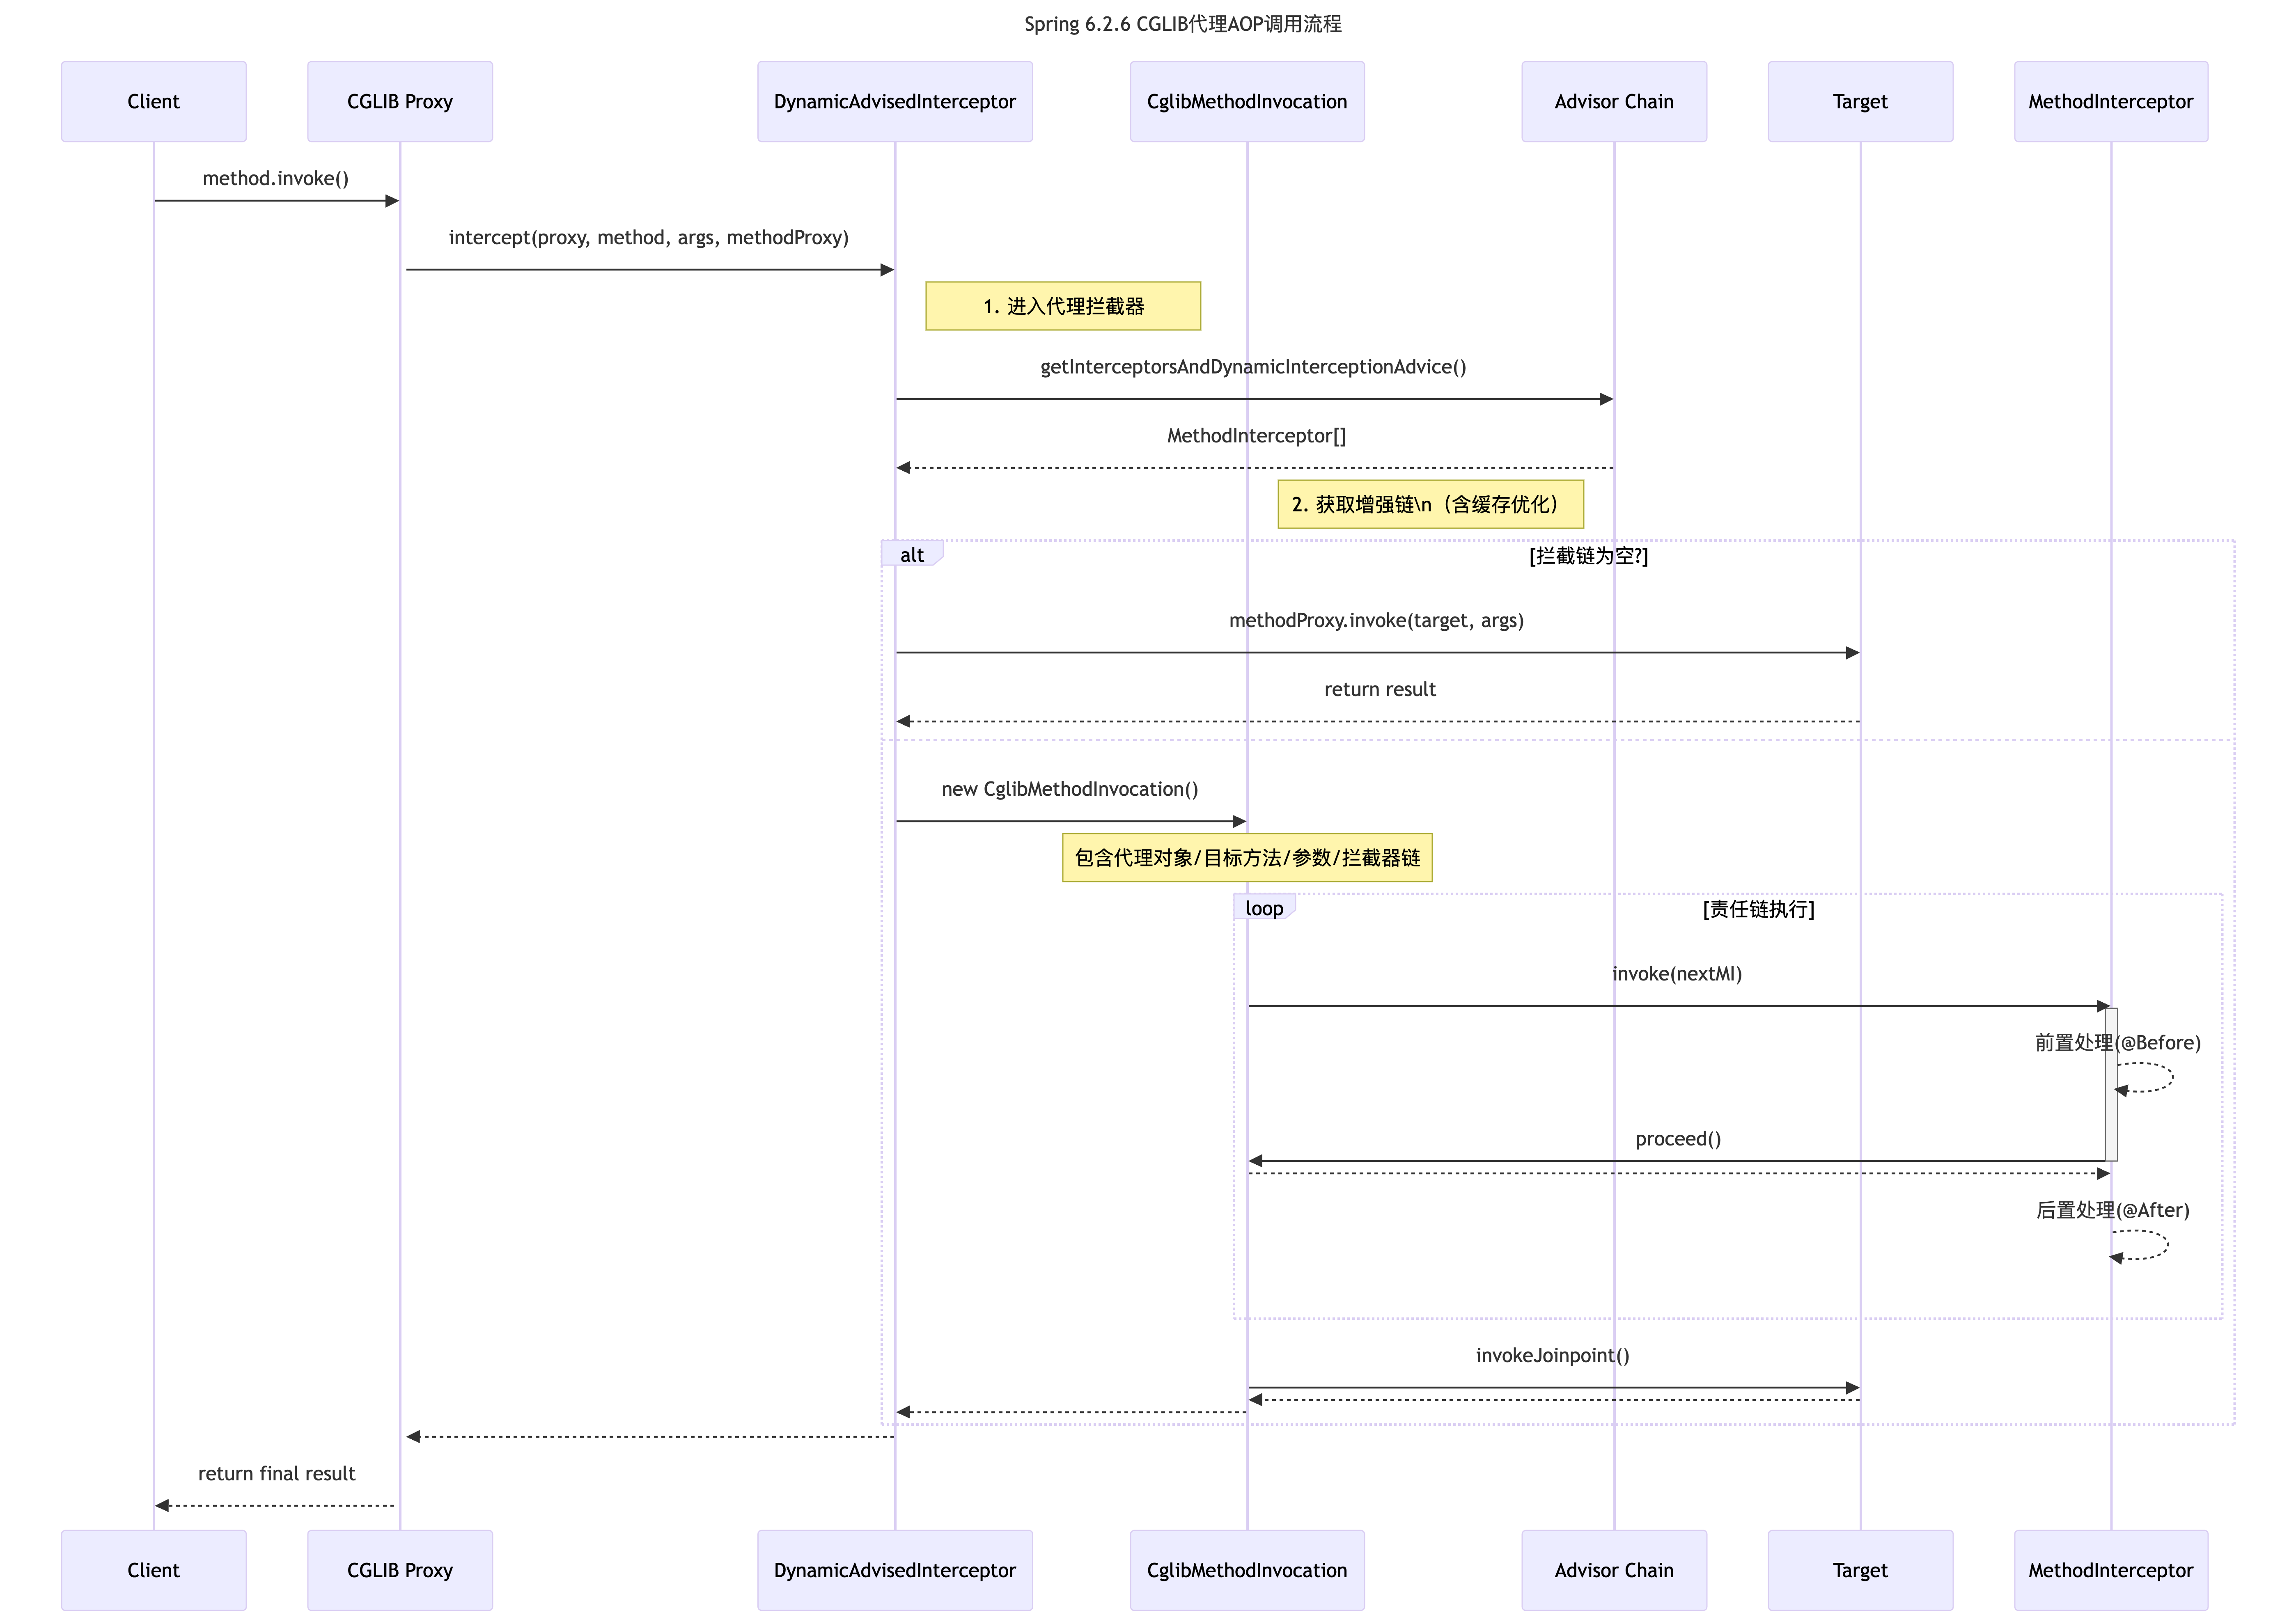 Spring 6.2.6 CGLIB代理AOP调用流程
Client
CGLIB Proxy
DynamicAdvisedInterceptor
CglibMethodInvocation
Advisor Chain
Target
MethodInterceptor
method.invoke()
intercept(proxy, method, args, methodProxy)
1. 进入代理拦截器
getInterceptorsAndDynamicInterceptionAdvice()
MethodInterceptor[]
2. 获取增强链\n（含缓存优化）
alt
[拦截链为空?]
methodProxy.invoke(target, args)
return result
new CglibMethodInvocation()
包含代理对象/目标方法/参数/拦截器链
loop
[责任链执行]
invoke(nextMI)
前置处理(@Before)
proceed()
后置处理(@After)
invokeJoinpoint()
return final result
Client
CGLIB Proxy
DynamicAdvisedInterceptor
CglibMethodInvocation
Advisor Chain
Target
MethodInterceptor